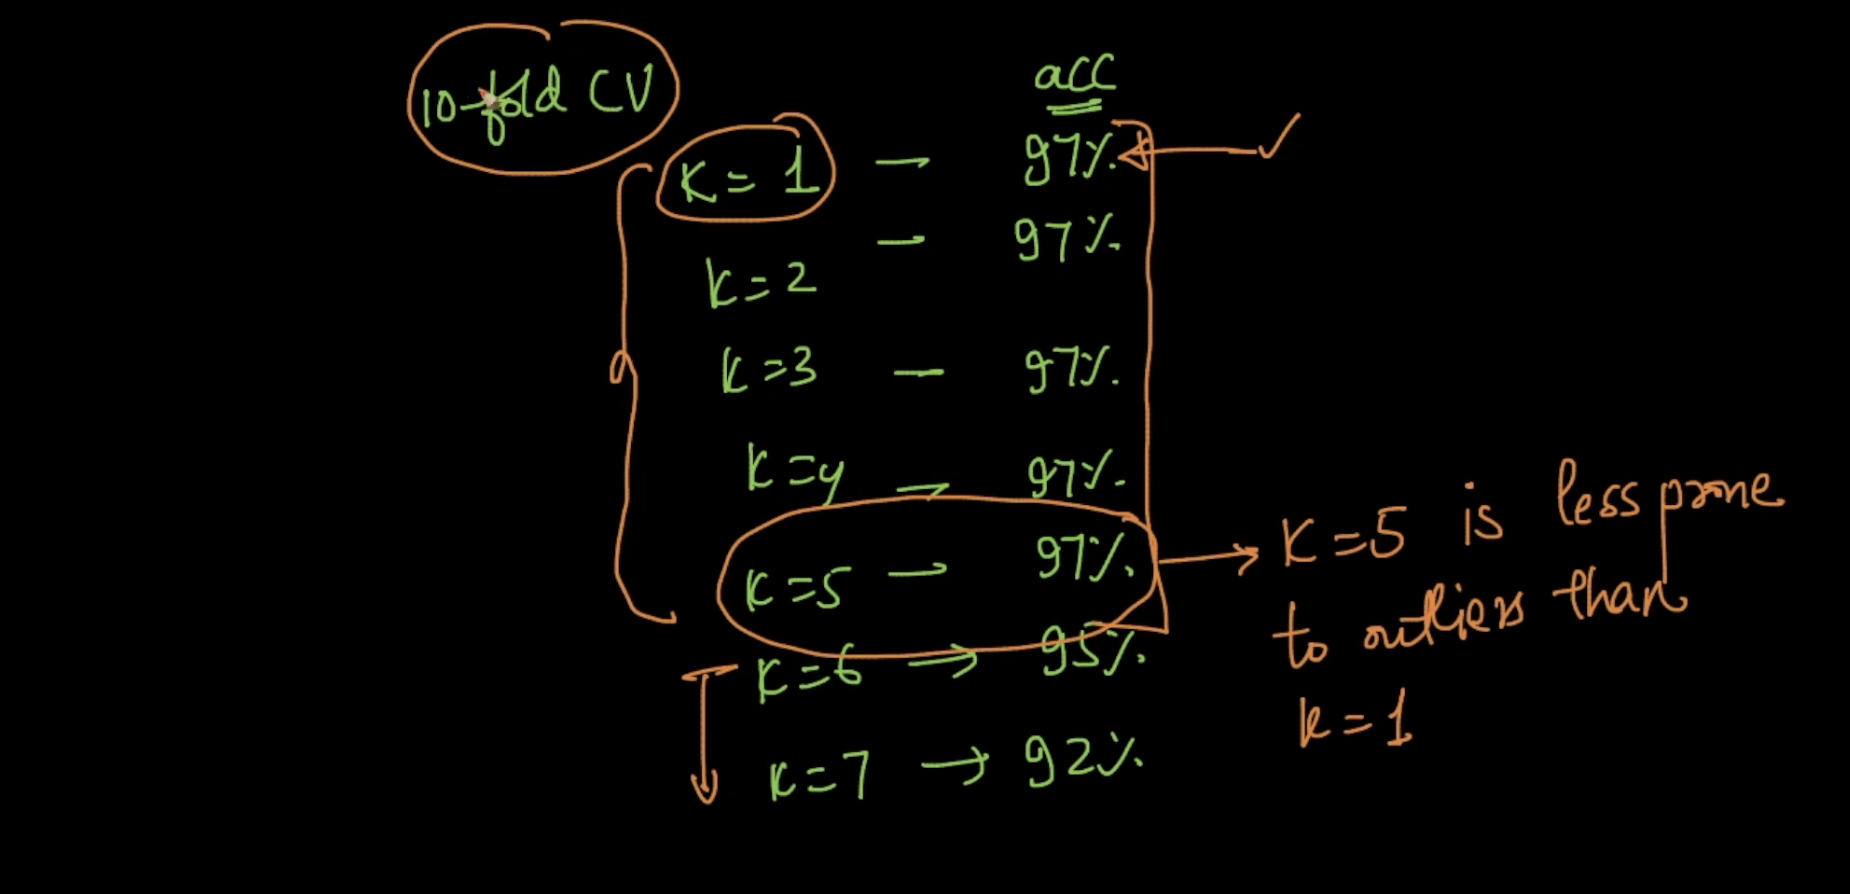 10-fold CV
acc
K = 1 — 97%
k = 2 — 97%
k = 3 — 97%
k = 4 — 97%
k = 5 — 97%
k = 6 → 95%
k = 7 → 92%
K = 5 is less prone
to outliers than
k = 1